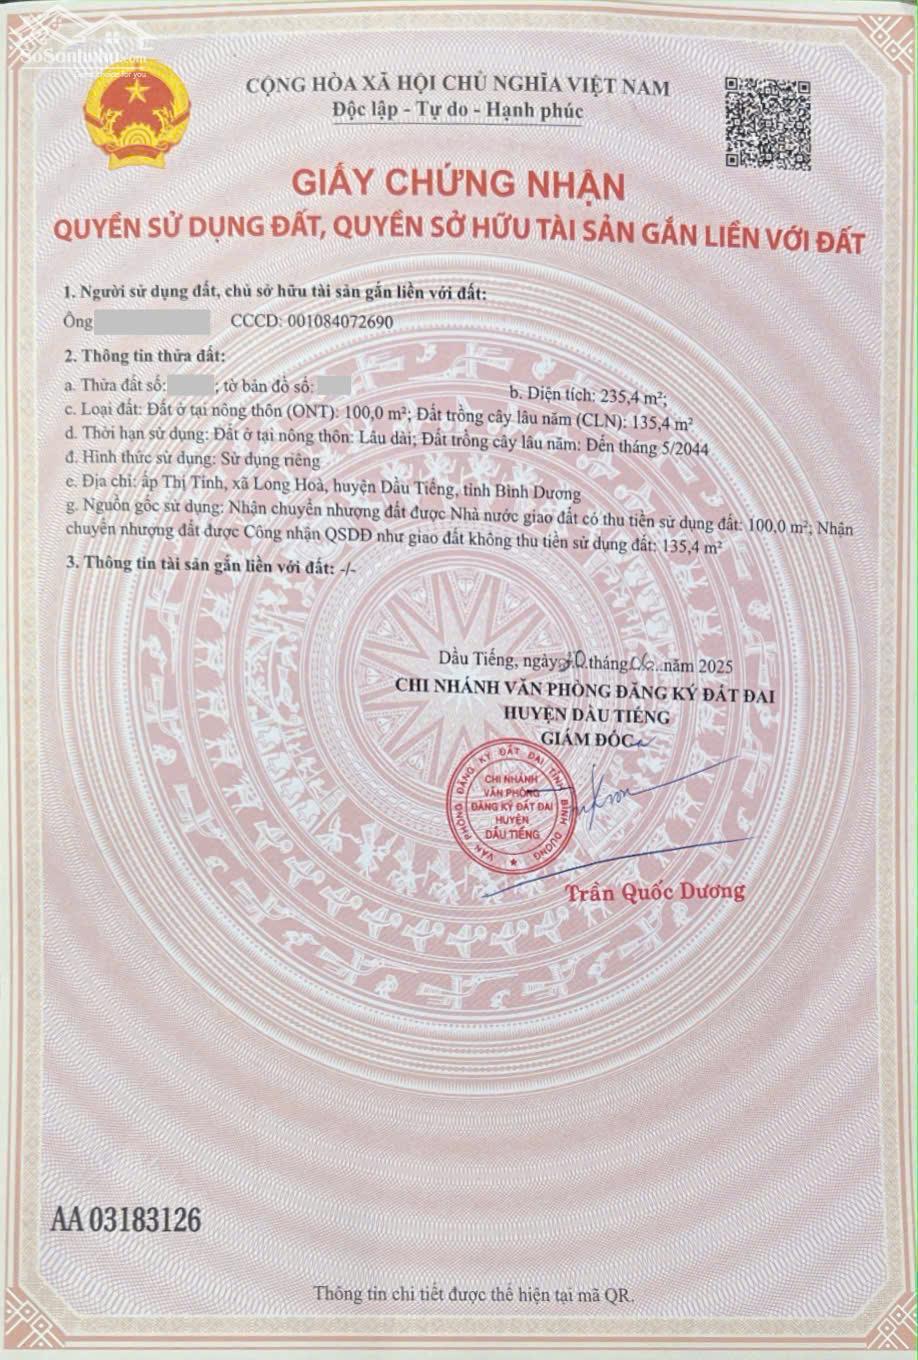 SoSanhnha.com
CỘNG HÒA XÃ HỘI CHỦ NGHĨA VIỆT NAM
Độc lập - Tự do - Hạnh phúc
GIẤY CHỨNG NHẬN
QUYỀN SỬ DỤNG ĐẤT, QUYỀN SỞ HỮU TÀI SẢN GẮN LIỀN VỚI ĐẤT
1. Người sử dụng đất, chủ sở hữu tài sản gắn liền với đất:
Ông CCCD: 001084072690
2. Thông tin thửa đất:
a. Thửa đất số: ; tờ bản đồ số: b. Diện tích: 235,4 m²;
c. Loại đất: Đất ở tại nông thôn (ONT): 100,0 m²; Đất trồng cây lâu năm (CLN): 135,4 m²
d. Thời hạn sử dụng: Đất ở tại nông thôn: Lâu dài; Đất trồng cây lâu năm: Đến tháng 5/2044
đ. Hình thức sử dụng: Sử dụng riêng
e. Địa chỉ: ấp Thị Tính, xã Long Hoà, huyện Dầu Tiếng, tỉnh Bình Dương
g. Nguồn gốc sử dụng: Nhận chuyển nhượng đất được Nhà nước giao đất có thu tiền sử dụng đất: 100,0 m²; Nhận
chuyển nhượng đất được Công nhận QSDĐ như giao đất không thu tiền sử dụng đất: 135,4 m²
3. Thông tin tài sản gắn liền với đất: -/-
Dầu Tiếng, ngày tháng năm 2025
CHI NHÁNH VĂN PHÒNG ĐĂNG KÝ ĐẤT ĐAI
HUYỆN DẦU TIẾNG
GIÁM ĐỐC
VĂN PHÒNG ĐĂNG KÝ ĐẤT ĐAI TỈNH BÌNH DƯƠNG
CHI NHÁNH
VĂN PHÒNG
ĐĂNG KÝ ĐẤT ĐAI
HUYỆN
DẦU TIẾNG
Trần Quốc Dương
AA 03183126
Thông tin chi tiết được thể hiện tại mã QR.